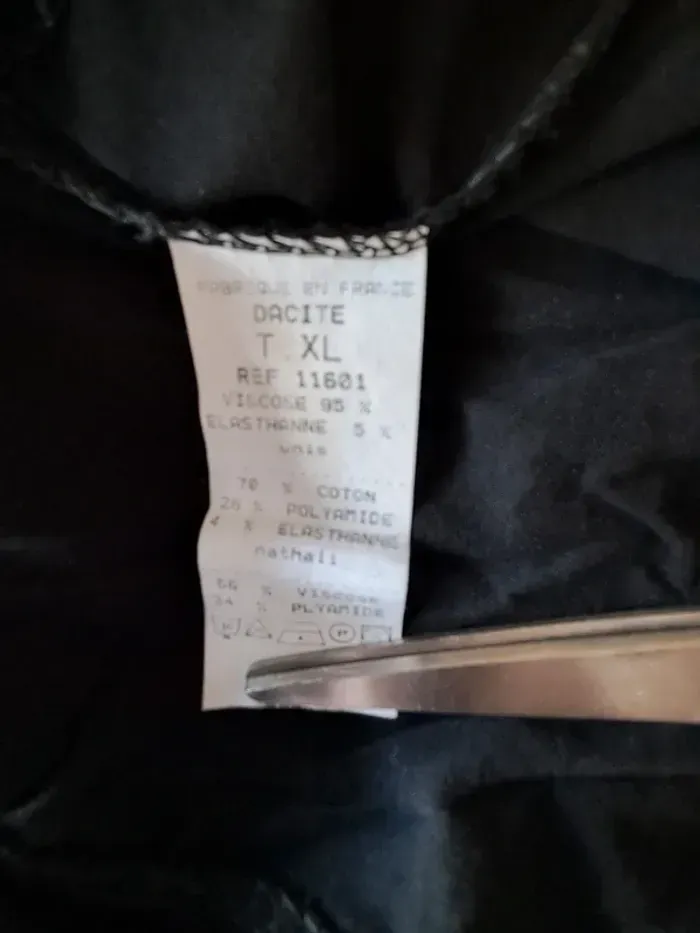 FABRIQUE EN FRANCE
DACITE
T. XL
REF 11601
VISCOSE 95 %
ELASTHANNE 5 %
unis
70 % COTON
26 % POLYAMIDE
4 % ELASTHANNE
nathali
66 % VISCOSE
34 % PLYAMIDE
P